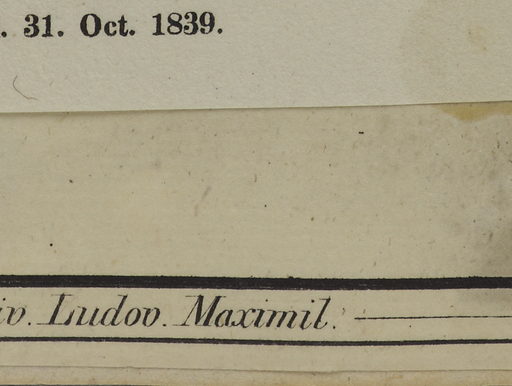 . 31. Oct. 1839.
iv. Ludov. Maximil.